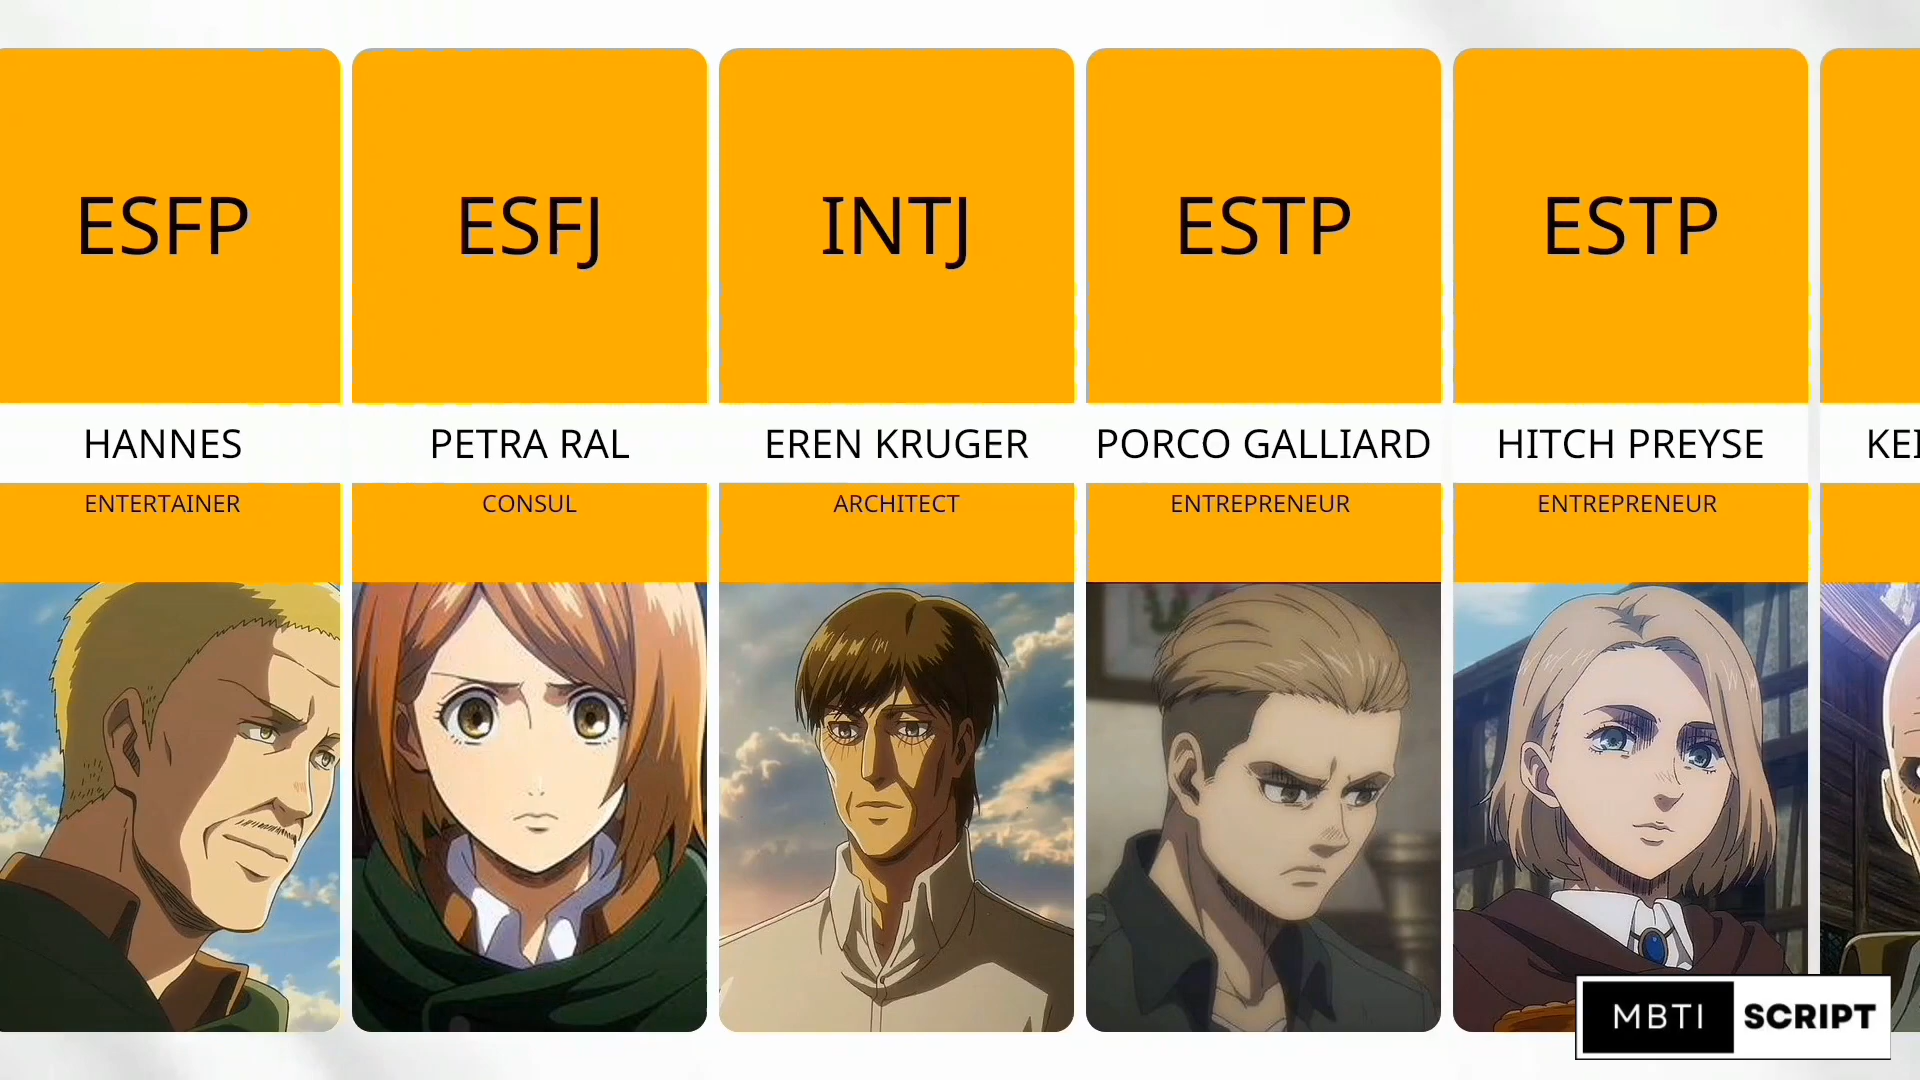 ESFP
ESFJ
INTJ
ESTP
ESTP
HANNES
PETRA RAL
EREN KRUGER
PORCO GALLIARD
HITCH PREYSE
ENTERTAINER
CONSUL
ARCHITECT
ENTREPRENEUR
ENTREPRENEUR
MBTI SCRIPT